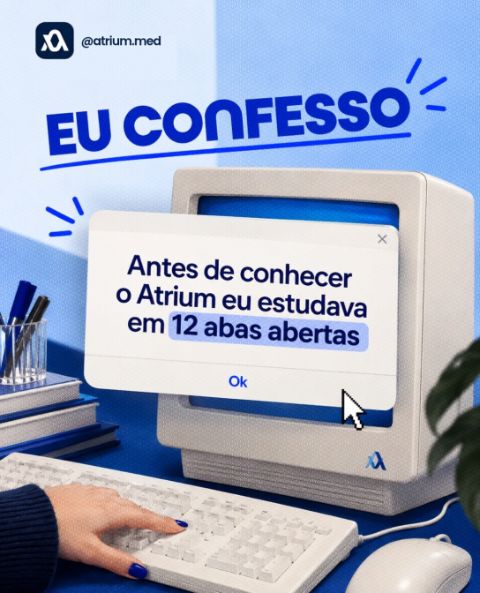 @atrium.med
EU CONFESSO
×
Antes de conhecer
o Atrium eu estudava
em 12 abas abertas
Ok